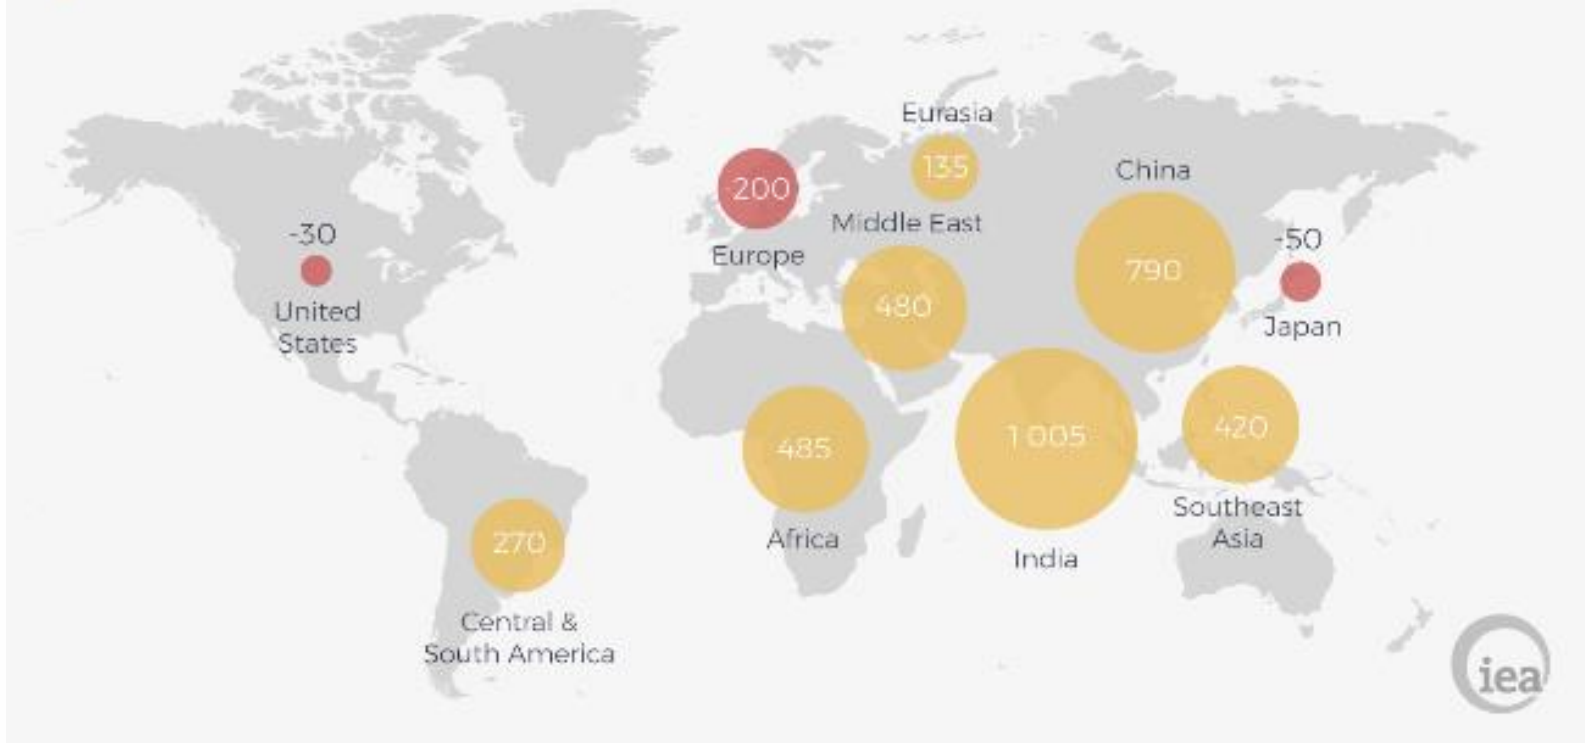 Eurasia
135
China
-200
Middle East
-30
-50
Europe
790
480
United
States
Japan
485
1 005
420
Southeast
Asia
Africa
India
270
Central &
South America
iea